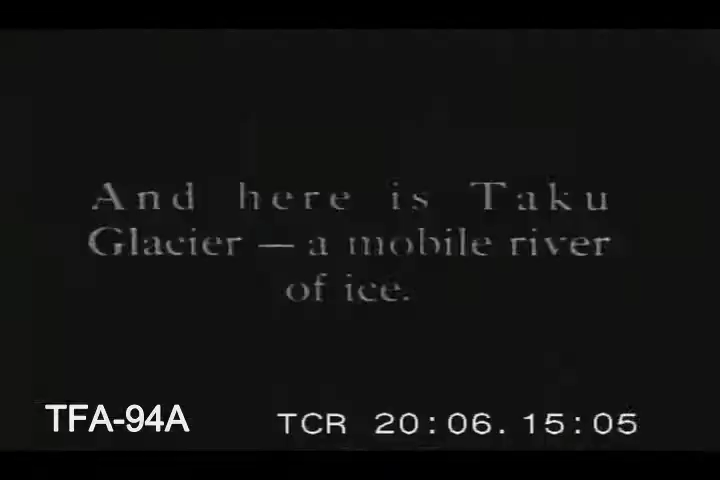 And here is Taku
Glacier — a mobile river
of ice.
TFA-94A TCR 20:06.15:05